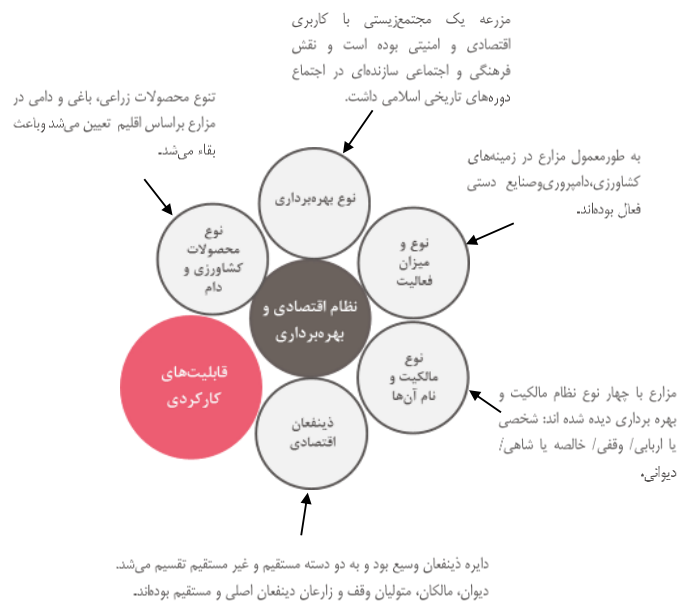 مزرعه یک مجتمع‌زیستی با کاربری
اقتصادی و امنیتی بوده است و نقش
فرهنگی و اجتماعی سازنده‌ای در اجتماع
دوره‌های تاریخی اسلامی داشت.
تنوع محصولات زراعی، باغی و دامی در
مزارع براساس اقلیم تعیین می‌شد وباعث
بقاء می‌شد.
به طورمعمول مزارع در زمینه‌های
کشاورزی،دامپروری‌وصنایع دستی
فعال بوده‌اند.
نوع بهره‌برداری
نوع
محصولات
کشاورزی و
دام
نوع و
میزان
فعالیت
نظام اقتصادی و
بهره‌برداری
قابلیت‌های
کارکردی
نوع
مالکیت و
نام آن‌ها
ذینفعان
اقتصادی
مزارع با چهار نوع نظام مالکیت و
بهره برداری دیده شده اند: شخصی
یا اربابی/ وقفی/ خالصه یا شاهی/
دیوانی.
دایره ذینفعان وسیع بود و به دو دسته مستقیم و غیر مستقیم تقسیم می‌شد.
دیوان، مالکان، متولیان وقف و زارعان دینفعان اصلی و مستقیم بوده‌اند.